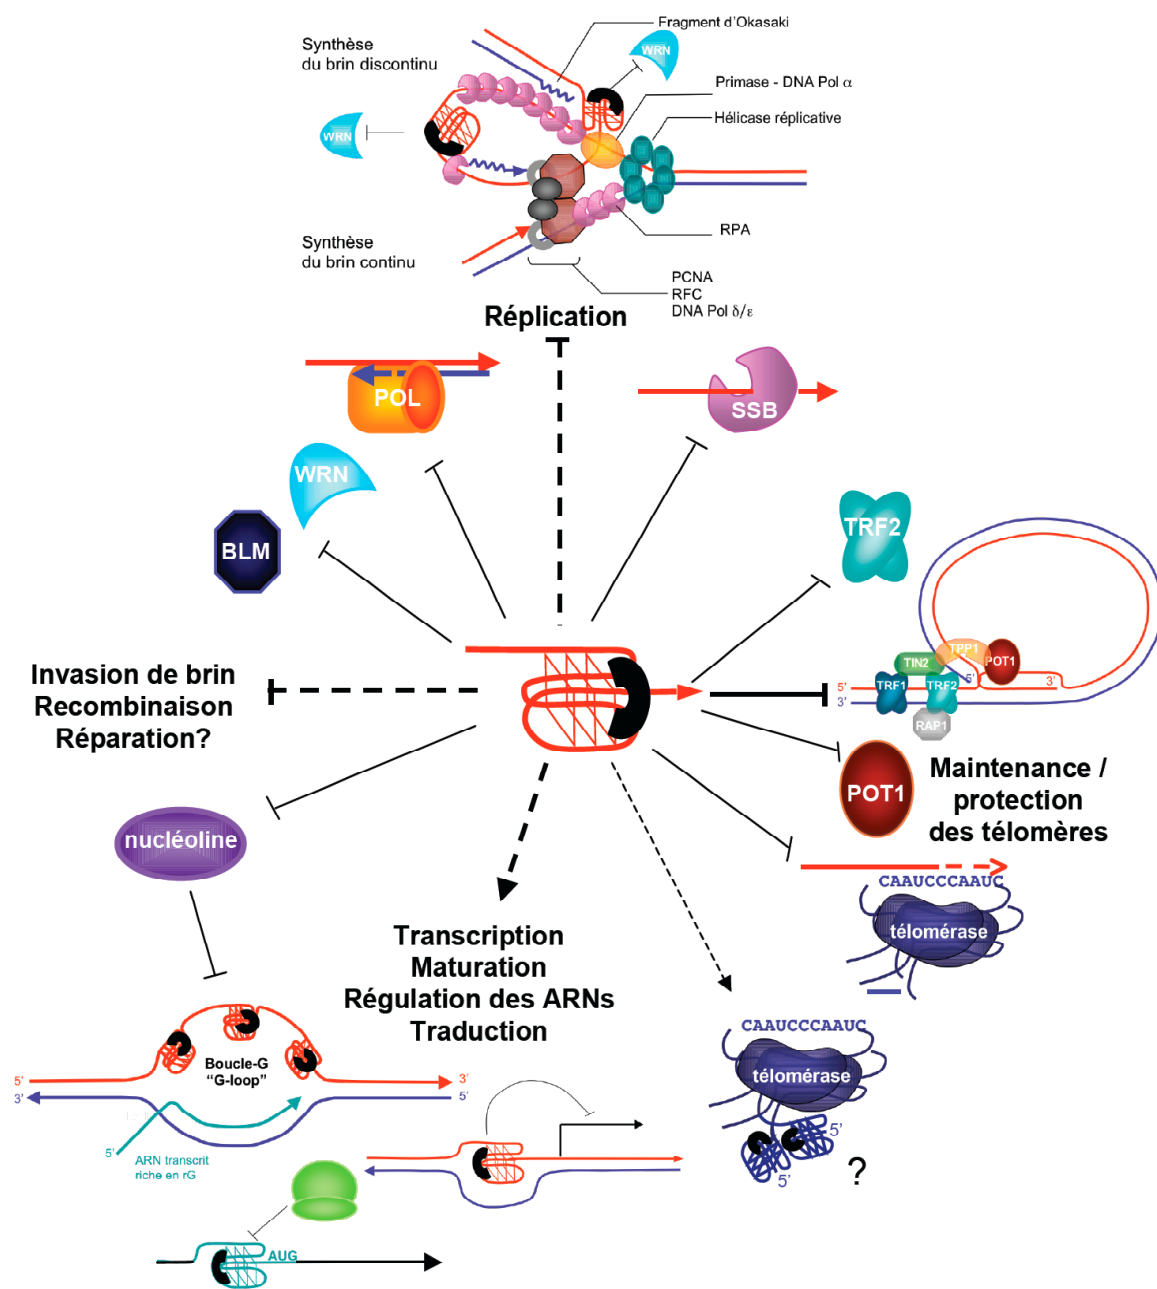 Fragment d'Okasaki
Synthèse
du brin discontinu
WRN
Primase - DNA Pol α
Hélicase réplicative
WRN
RPA
Synthèse
du brin continu
PCNA
RFC
DNA Pol δ/ε
Réplication
POL
SSB
WRN
BLM
TRF2
TPP1
TIN2
POT1
5'
5'
3'
TRF1
TRF2
3'
RAP1
Invasion de brin
Recombinaison
Réparation?
POT1
Maintenance /
protection
des télomères
nucléoline
CAAUCCCAAUC
télomérase
Transcription
Maturation
Régulation des ARNs
Traduction
CAAUCCCAAUC
télomérase
5'
5'
?
Boucle-G
"G-loop"
5'
3'
3'
5'
5'
ARN transcrit
riche en rG
AUG